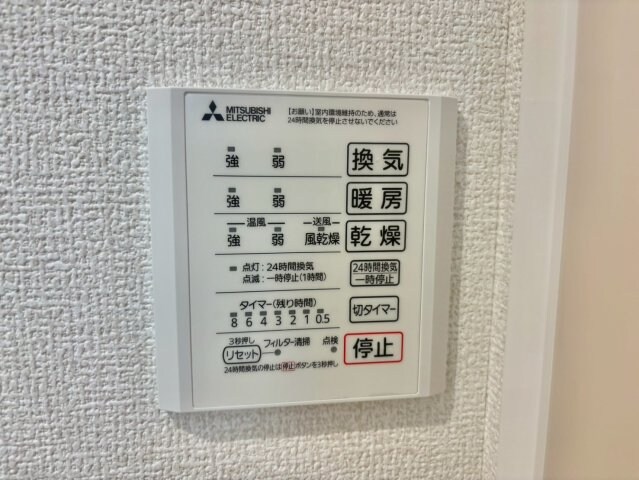 MITSUBISHI
ELECTRIC
【お願い】室内環境維持のため、通常は
24時間換気を停止させないでください
強 弱 換気
強 弱 暖房
温風 送風
強 弱 風乾燥 乾燥
点灯：24時間換気
点滅：一時停止(1時間)
24時間換気
一時停止
タイマー(残り時間)
8 6 4 3 2 1 0.5
切タイマー
3秒押し
リセット フィルター清掃 点検
停止
24時間換気の停止は停止ボタンを3秒押し